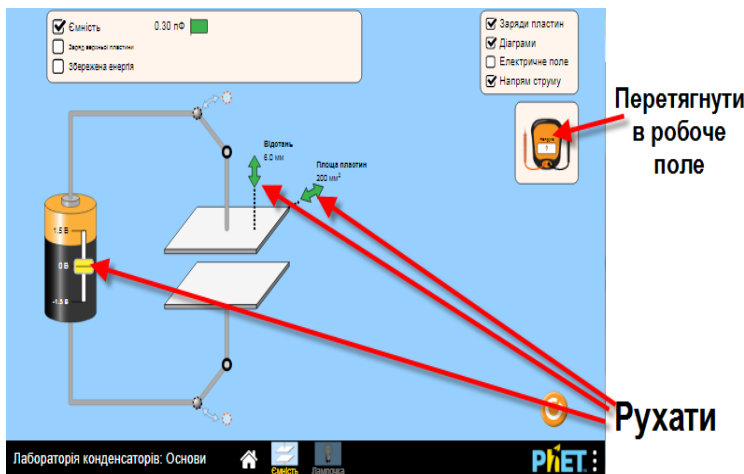 Ємність 0.30 пФ
Заряд верхньої пластини
Збережена енергія
Заряди пластин
Діаграми
Електричне поле
Напрям струму
Перетягнути
в робоче
поле
Відстань
6.0 мм
Площа пластин
200 мм²
1.5 В
0 В
-1.5 В
Рухати
Лабораторія конденсаторів: Основи
Ємність
Лампочка
PhET